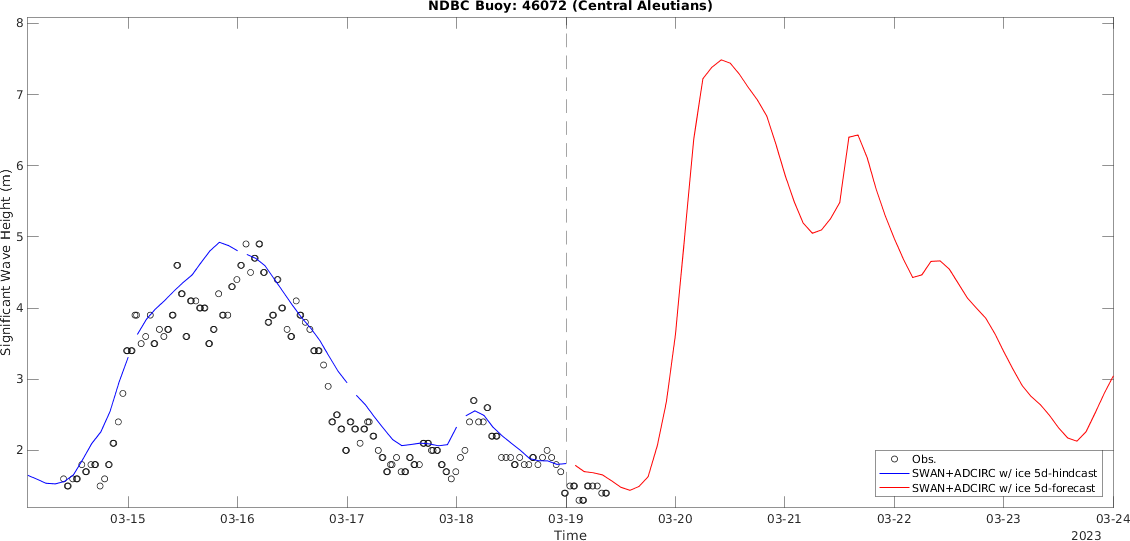 NDBC Buoy: 46072 (Central Aleutians)
Significant Wave Height (m)
8
7
6
5
4
3
2
Obs.
SWAN+ADCIRC w/ ice 5d-hindcast
SWAN+ADCIRC w/ ice 5d-forecast
03-15 03-16 03-17 03-18 03-19 03-20 03-21 03-22 03-23 03-24
Time
2023